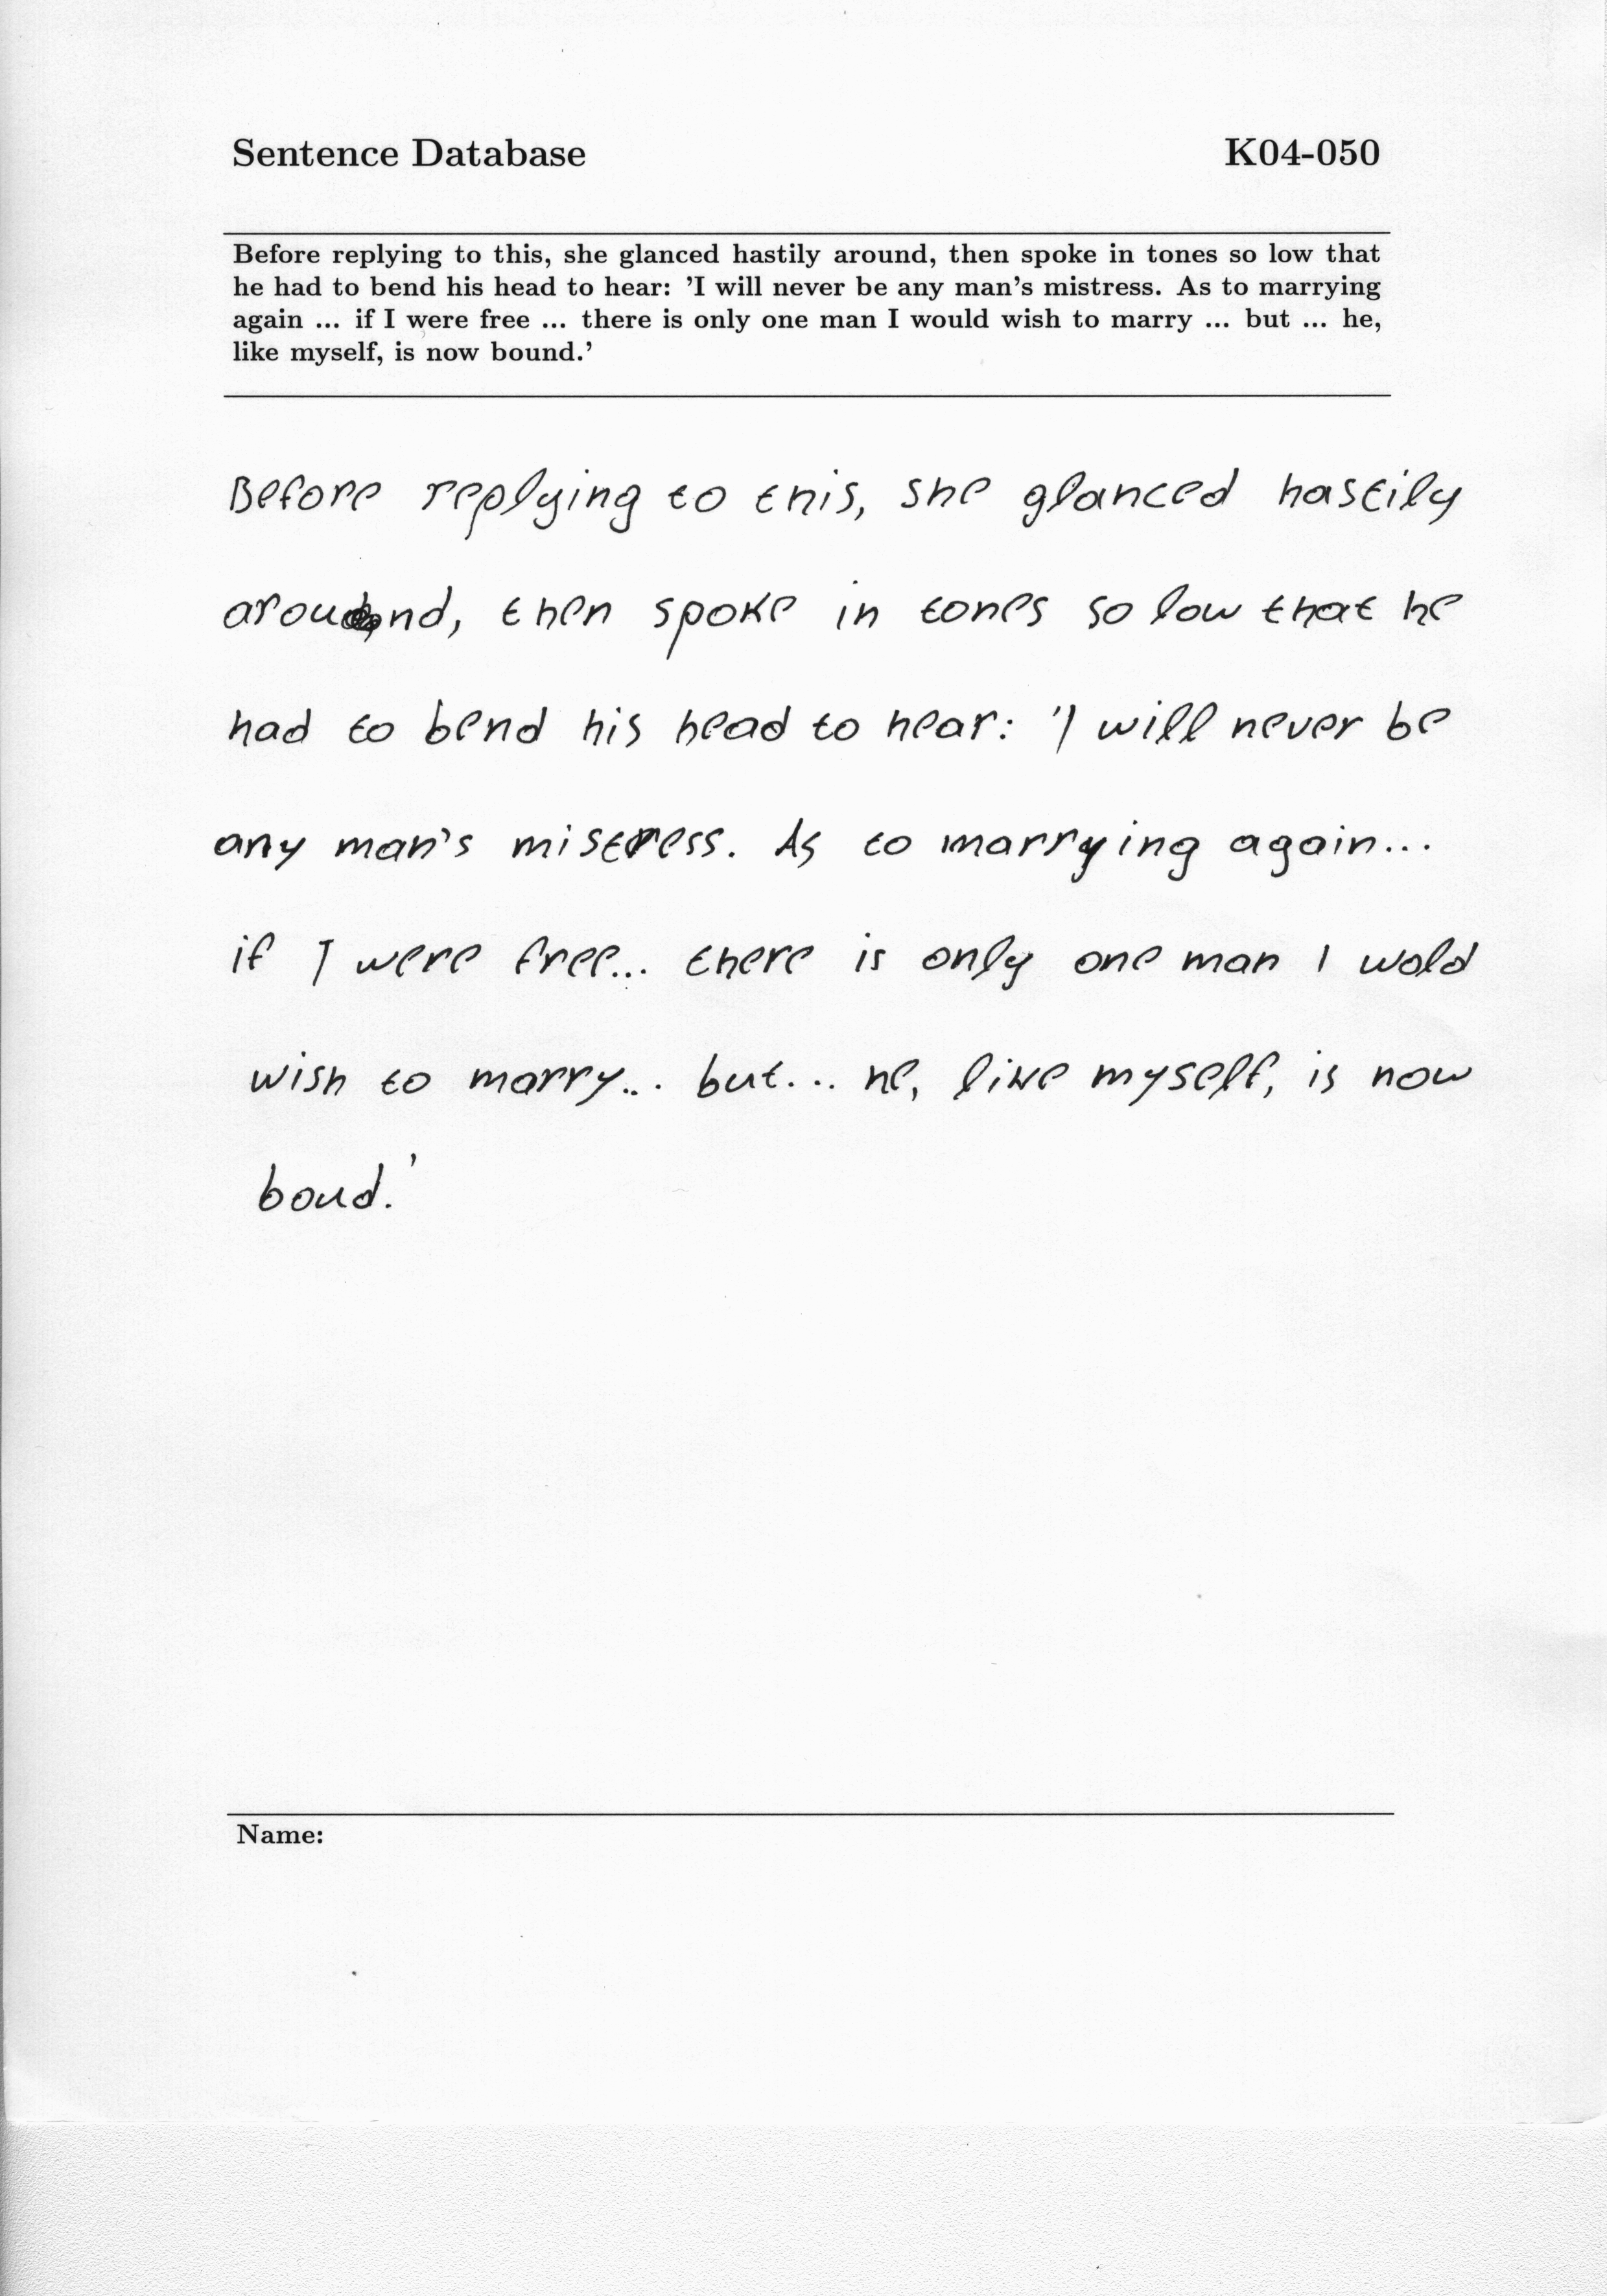 Sentence Database K04-050
Before replying to this, she glanced hastily around, then spoke in tones so low that
he had to bend his head to hear: 'I will never be any man's mistress. As to marrying
again ... if I were free ... there is only one man I would wish to marry ... but ... he,
like myself, is now bound.'
Before replying to this, she glanced hastily
around, then spoke in tones so low that he
had to bend his head to hear: 'I will never be
any man's mistress. As to marrying again...
if I were free... there is only one man I wold
wish to marry... but... he, like myself, is now
boud.'
Name: